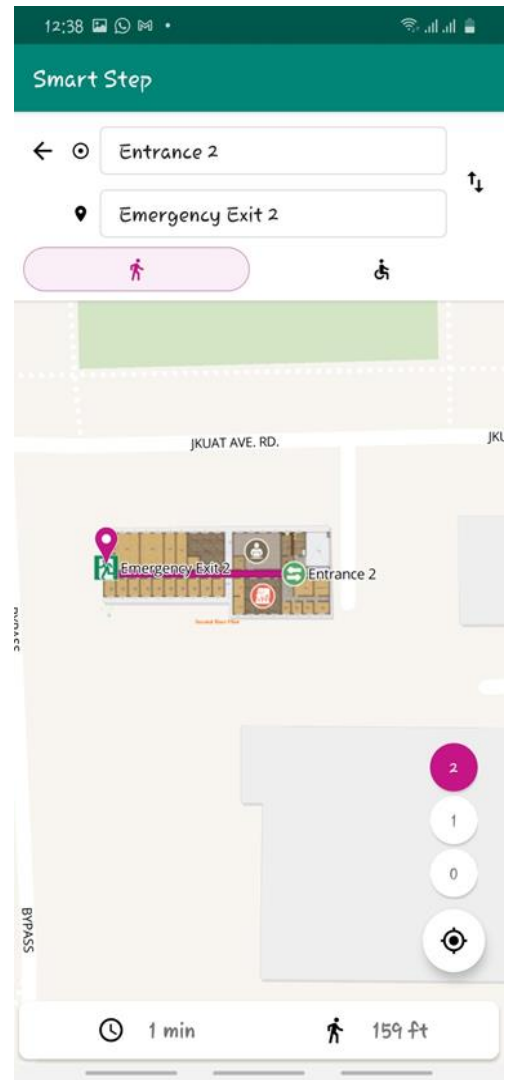 12:38
Smart Step
Entrance 2
Emergency Exit 2
JKUAT AVE. RD.
JKU
Emergency Exit 2
Entrance 2
BYPASS
2
1
0
BYPASS
1 min
159 ft